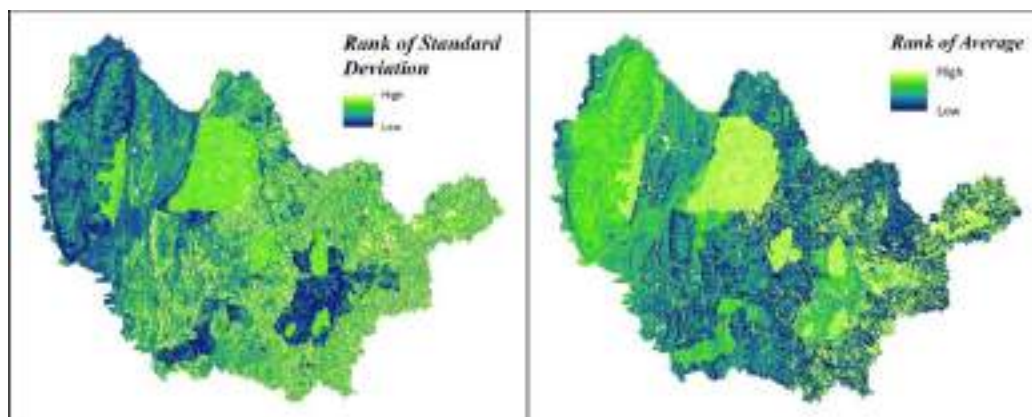 Rank of Standard
Deviation
High
Low
Rank of Average
High
Low